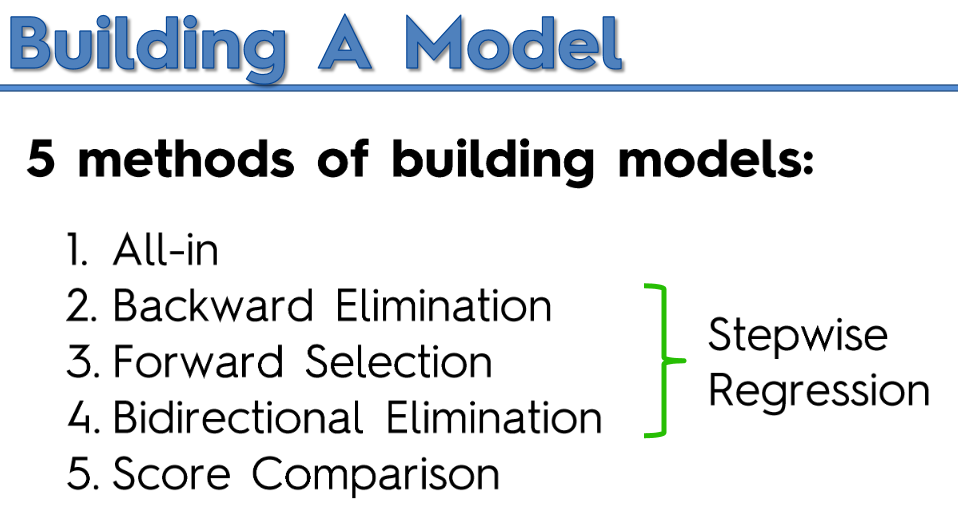 Building A Model
5 methods of building models:
1. All-in
2. Backward Elimination
3. Forward Selection
4. Bidirectional Elimination
5. Score Comparison
Stepwise
Regression